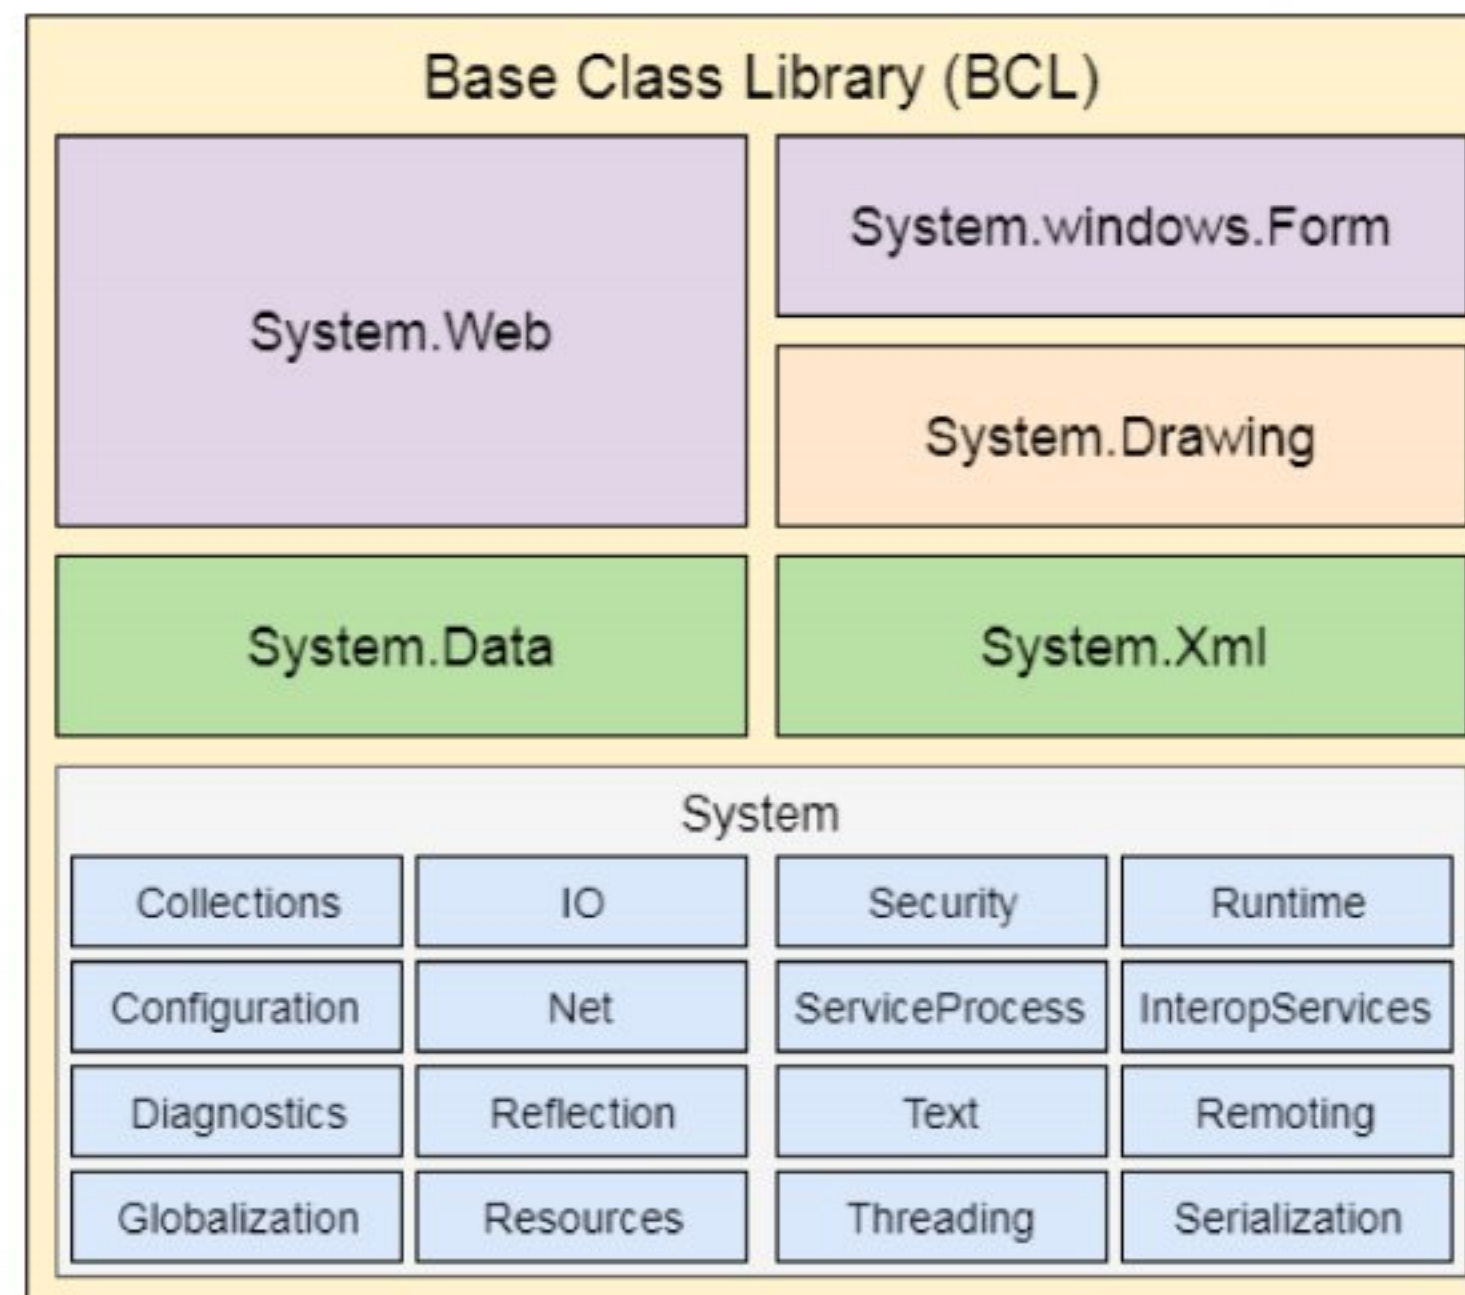 Base Class Library (BCL)
System.Web
System.windows.Form
System.Drawing
System.Data
System.Xml
System
Collections
IO
Security
Runtime
Configuration
Net
ServiceProcess
InteropServices
Diagnostics
Reflection
Text
Remoting
Globalization
Resources
Threading
Serialization